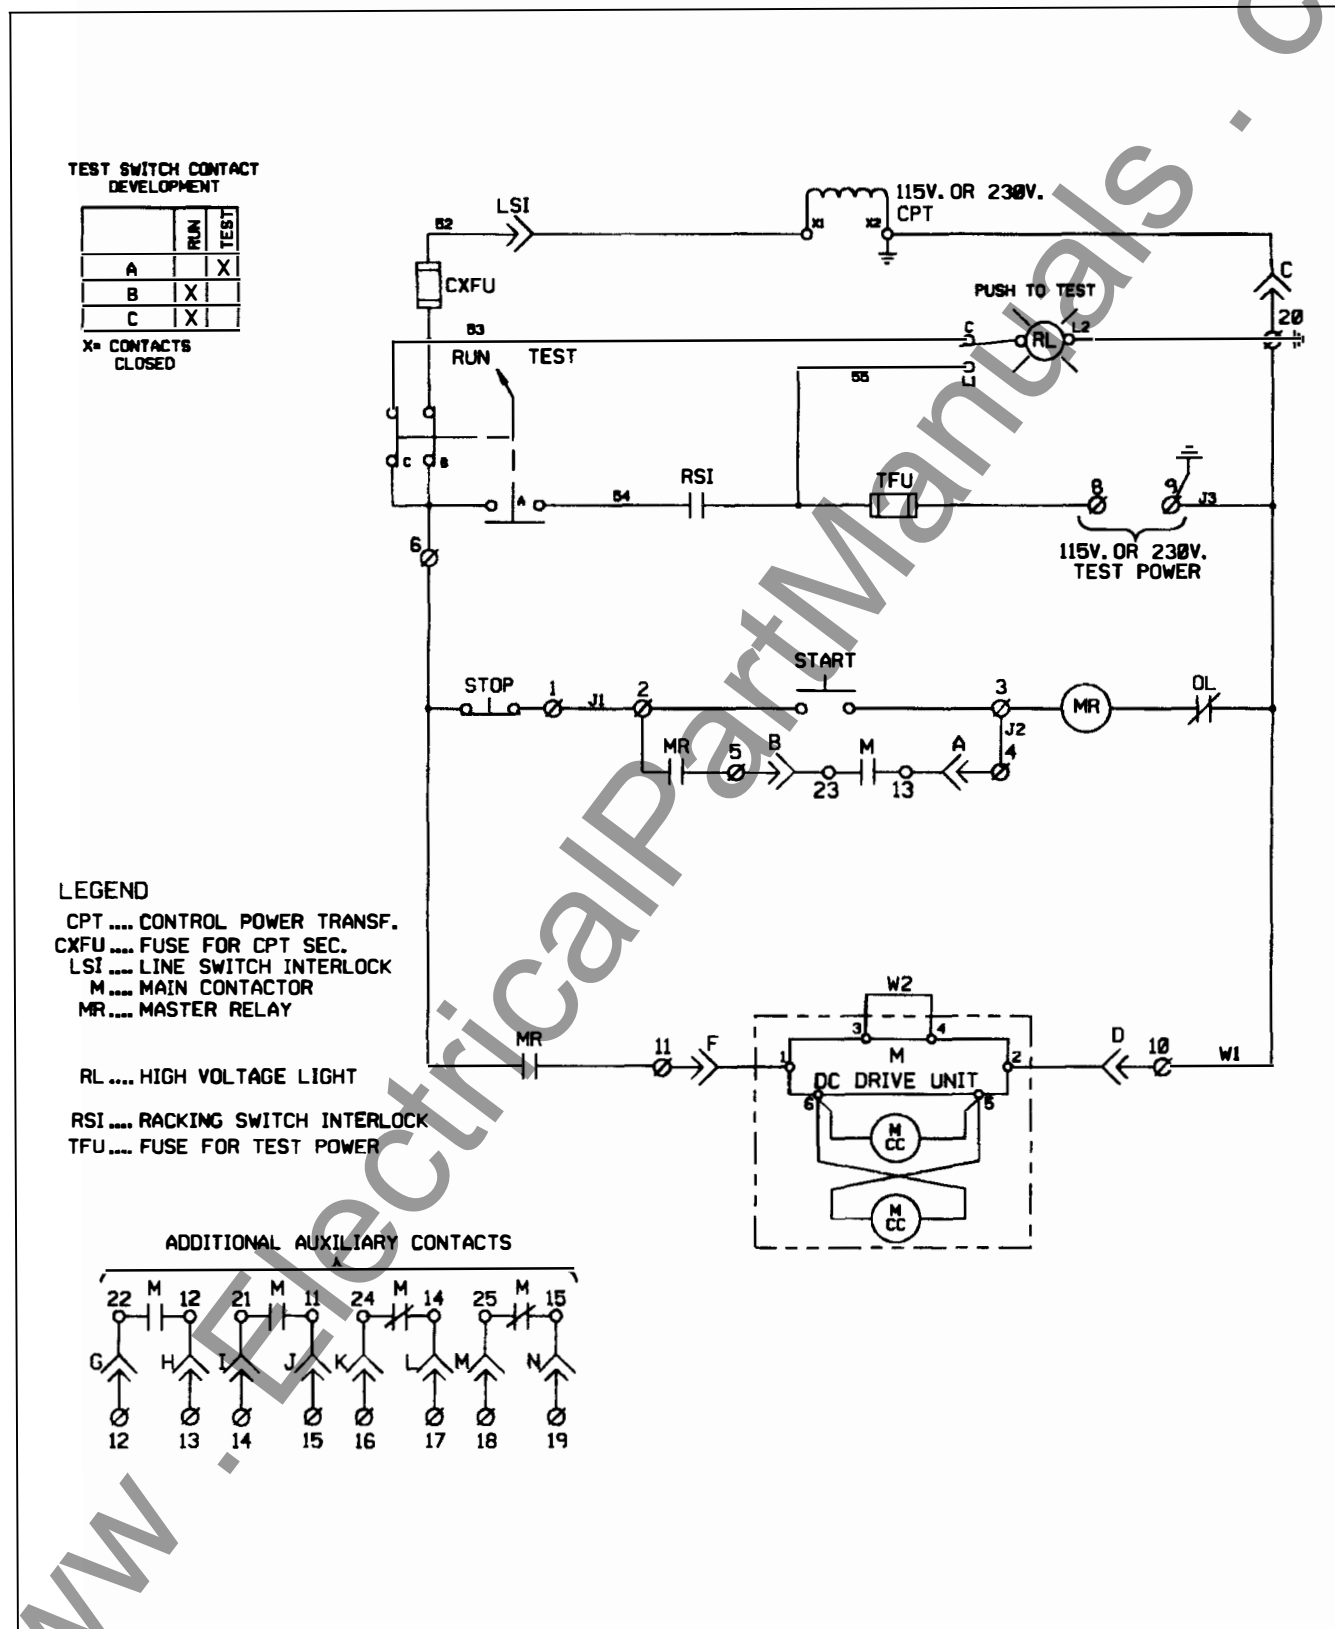 TEST SWITCH CONTACT
DEVELOPMENT
RUN TEST
A X
B X
C X
X= CONTACTS
CLOSED
52 LSI
X1 X2
115V. OR 230V.
CPT
CXFU
C
PUSH TO TEST
20
53 C RL L2
RUN TEST
55
C B
A 54 RSI TFU 8 9 J3
6
115V. OR 230V.
TEST POWER
START
STOP 1 J1 2 3 MR OL
J2
MR 5 B M A 4
23 13
LEGEND
CPT .... CONTROL POWER TRANSF.
CXFU .... FUSE FOR CPT SEC.
LSI .... LINE SWITCH INTERLOCK
M .... MAIN CONTACTOR
MR .... MASTER RELAY
RL .... HIGH VOLTAGE LIGHT
RSI .... RACKING SWITCH INTERLOCK
TFU .... FUSE FOR TEST POWER
W2
3 4
MR 11 F 1 M 2 D 10 W1
DC DRIVE UNIT
6 5
M
CC
M
CC
ADDITIONAL AUXILIARY CONTACTS
22 M 12 21 M 11 24 M 14 25 M 15
G H I J K L M N
12 13 14 15 16 17 18 19
www.ElectricalPartManuals.c